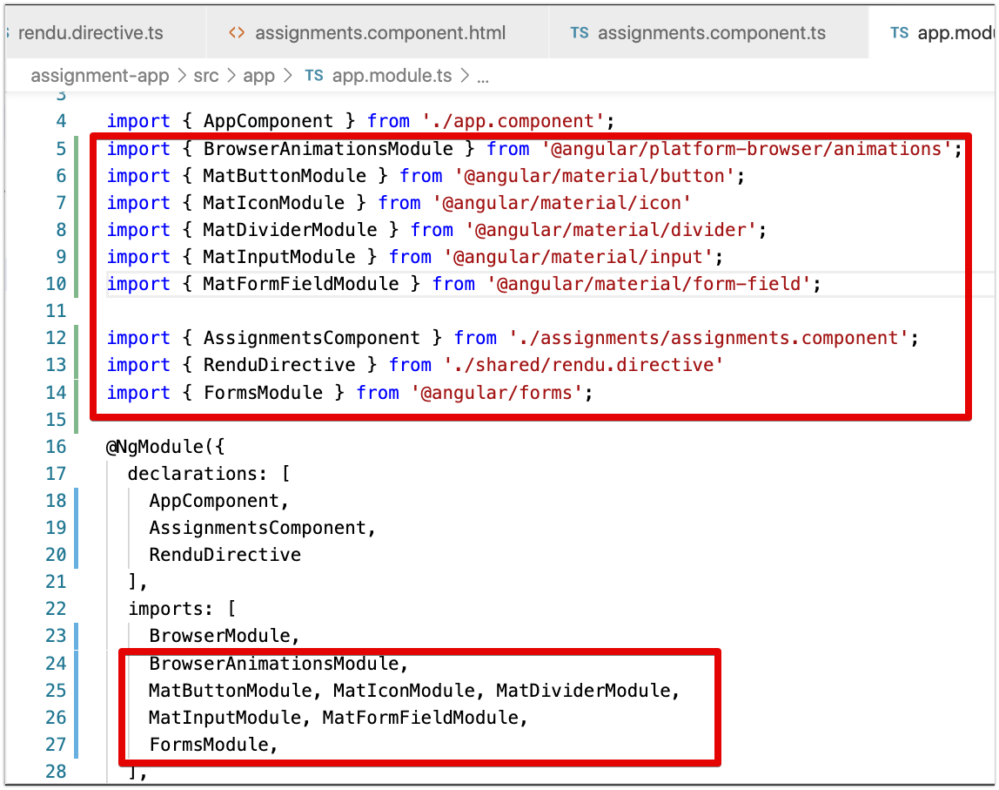 rendu.directive.ts <> assignments.component.html TS assignments.component.ts TS app.mod
assignment-app > src > app > TS app.module.ts > ...
3
4 import { AppComponent } from './app.component';
5 import { BrowserAnimationsModule } from '@angular/platform-browser/animations';
6 import { MatButtonModule } from '@angular/material/button';
7 import { MatIconModule } from '@angular/material/icon'
8 import { MatDividerModule } from '@angular/material/divider';
9 import { MatInputModule } from '@angular/material/input';
10 import { MatFormFieldModule } from '@angular/material/form-field';
11
12 import { AssignmentsComponent } from './assignments/assignments.component';
13 import { RenduDirective } from './shared/rendu.directive'
14 import { FormsModule } from '@angular/forms';
15
16 @NgModule({
17 declarations: [
18 AppComponent,
19 AssignmentsComponent,
20 RenduDirective
21 ],
22 imports: [
23 BrowserModule,
24 BrowserAnimationsModule,
25 MatButtonModule, MatIconModule, MatDividerModule,
26 MatInputModule, MatFormFieldModule,
27 FormsModule,
28 ],